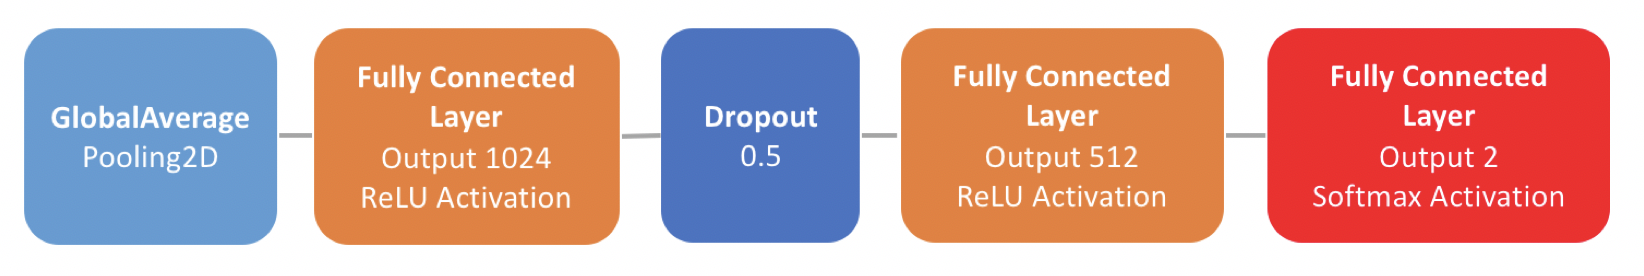 GlobalAverage
Pooling2D
Fully Connected
Layer
Output 1024
ReLU Activation
Dropout
0.5
Fully Connected
Layer
Output 512
ReLU Activation
Fully Connected
Layer
Output 2
Softmax Activation